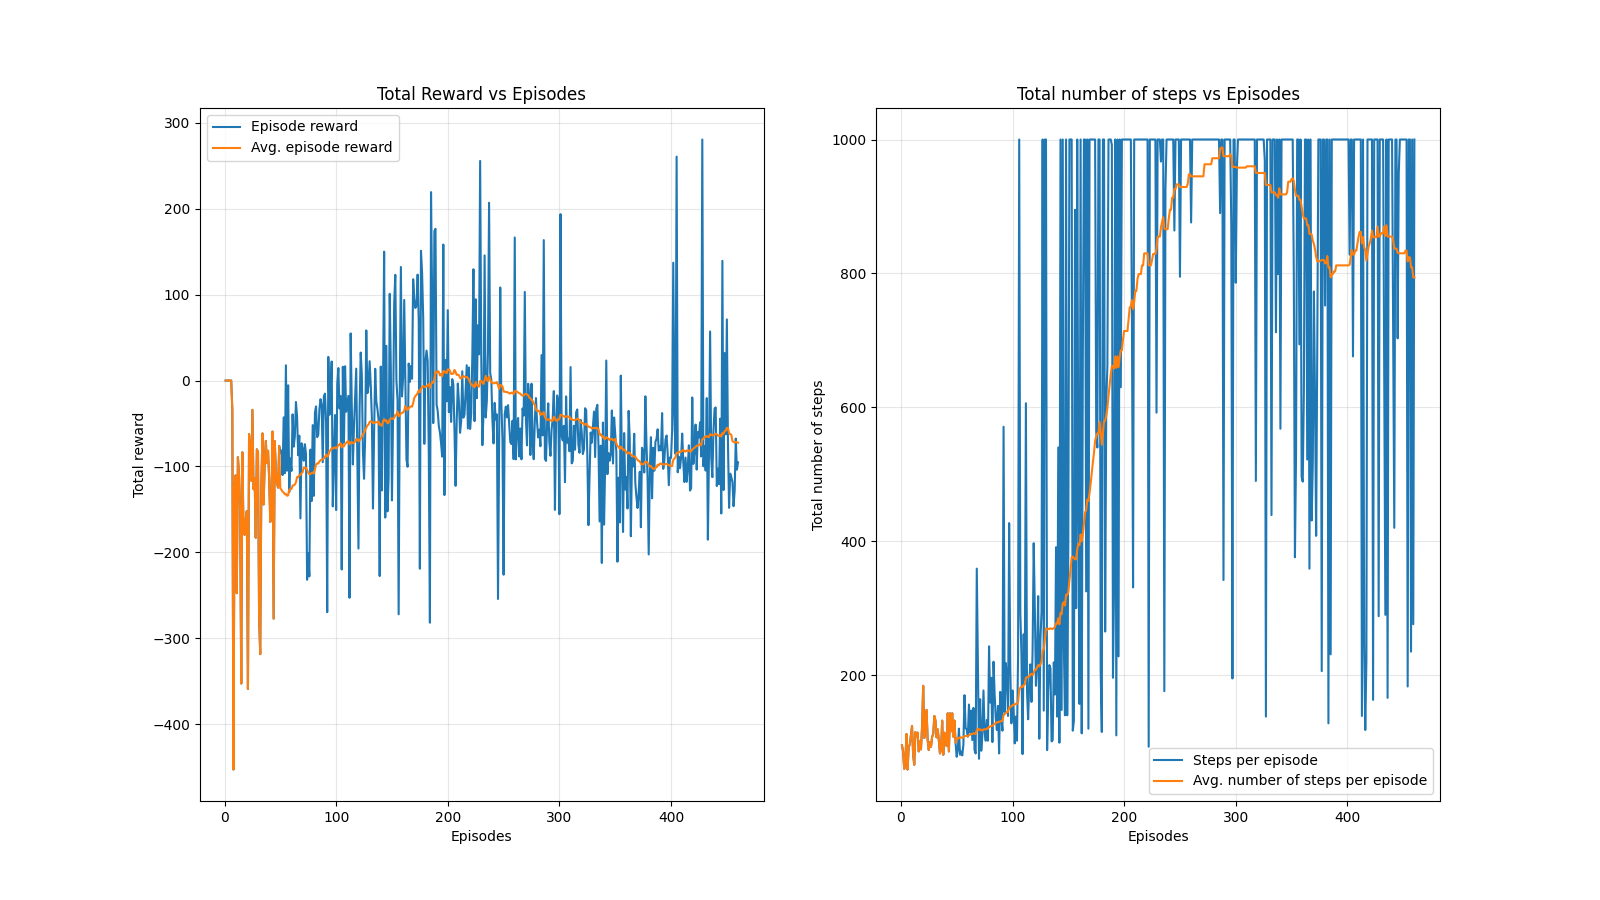 Total Reward vs Episodes
300
200
100
0
−100
−200
−300
−400
Total reward
Episode reward
Avg. episode reward
0
100
200
300
400
Episodes
Total number of steps vs Episodes
1000
800
600
400
200
Total number of steps
Steps per episode
Avg. number of steps per episode
0
100
200
300
400
Episodes